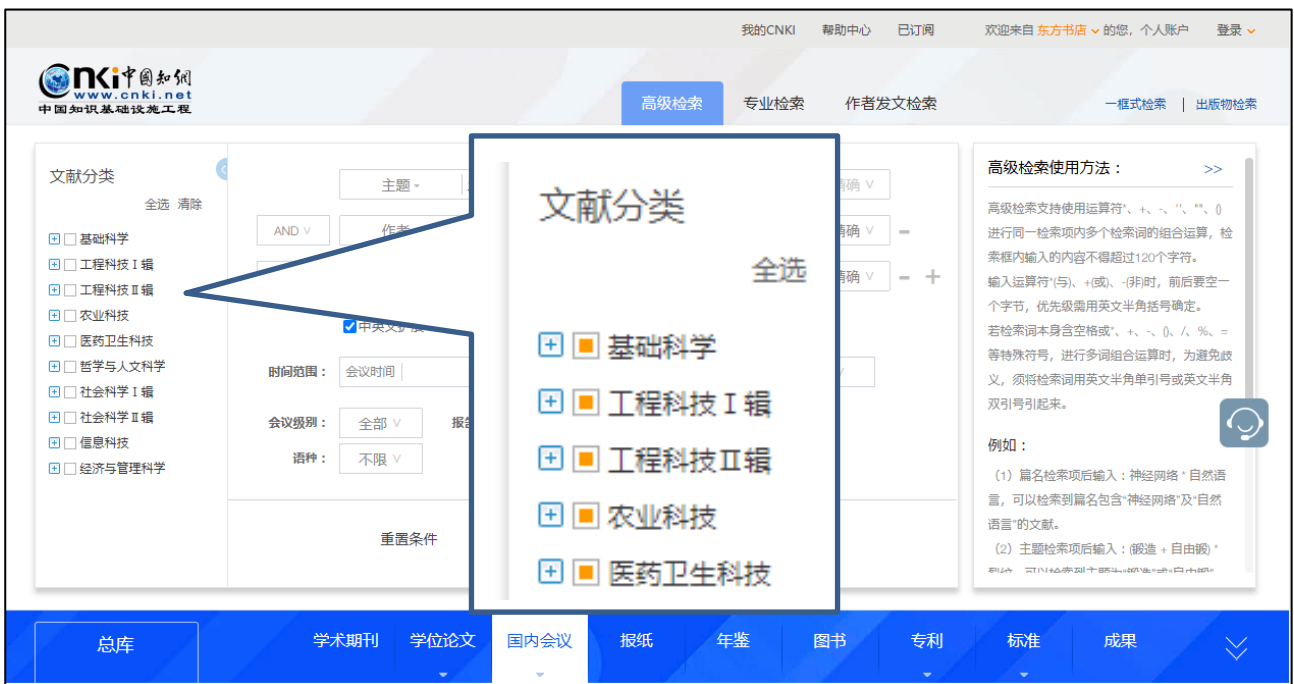 我的CNKI 帮助中心 已订阅 欢迎来自 东方书店 的您，个人账户 登录
cnki中国知网
www.cnki.net
中国知识基础设施工程
高级检索 专业检索 作者发文检索 一框式检索 | 出版物检索
文献分类
全选 清除
基础科学
工程科技Ⅰ辑
工程科技Ⅱ辑
农业科技
医药卫生科技
哲学与人文科学
社会科学Ⅰ辑
社会科学Ⅱ辑
信息科技
经济与管理科学
主题
AND 作者
精确
精确
中英文扩展
时间范围： 会议时间
会议级别： 全部
语种： 不限
重置条件
文献分类
全选
基础科学
工程科技Ⅰ辑
工程科技Ⅱ辑
农业科技
医药卫生科技
高级检索使用方法： >>
高级检索支持使用运算符*、+、-、''、""、()
进行同一检索项内多个检索词的组合运算，检
索框内输入的内容不得超过120个字符。
输入运算符*(与)、+(或)、-(非)时，前后要空一
个字节，优先级需用英文半角括号确定。
若检索词本身含空格或*、+、-、()、/、%、=
等特殊符号，进行多词组合运算时，为避免歧
义，须将检索词用英文半角单引号或英文半角
双引号引起来。
例如：
（1）篇名检索项后输入：神经网络 * 自然语
言，可以检索到篇名包含"神经网络"及"自然
语言"的文献。
（2）主题检索项后输入：(锻造 + 自由锻) *
总库 学术期刊 学位论文 国内会议 报纸 年鉴 图书 专利 标准 成果